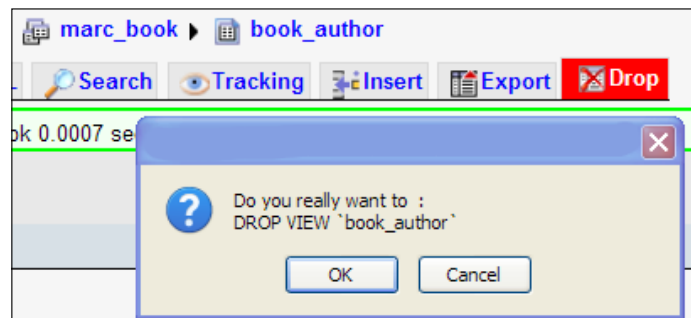 marc_book ▸ book_author
Search Tracking Insert Export Drop
ok 0.0007 se
Do you really want to :
DROP VIEW `book_author`
OK Cancel